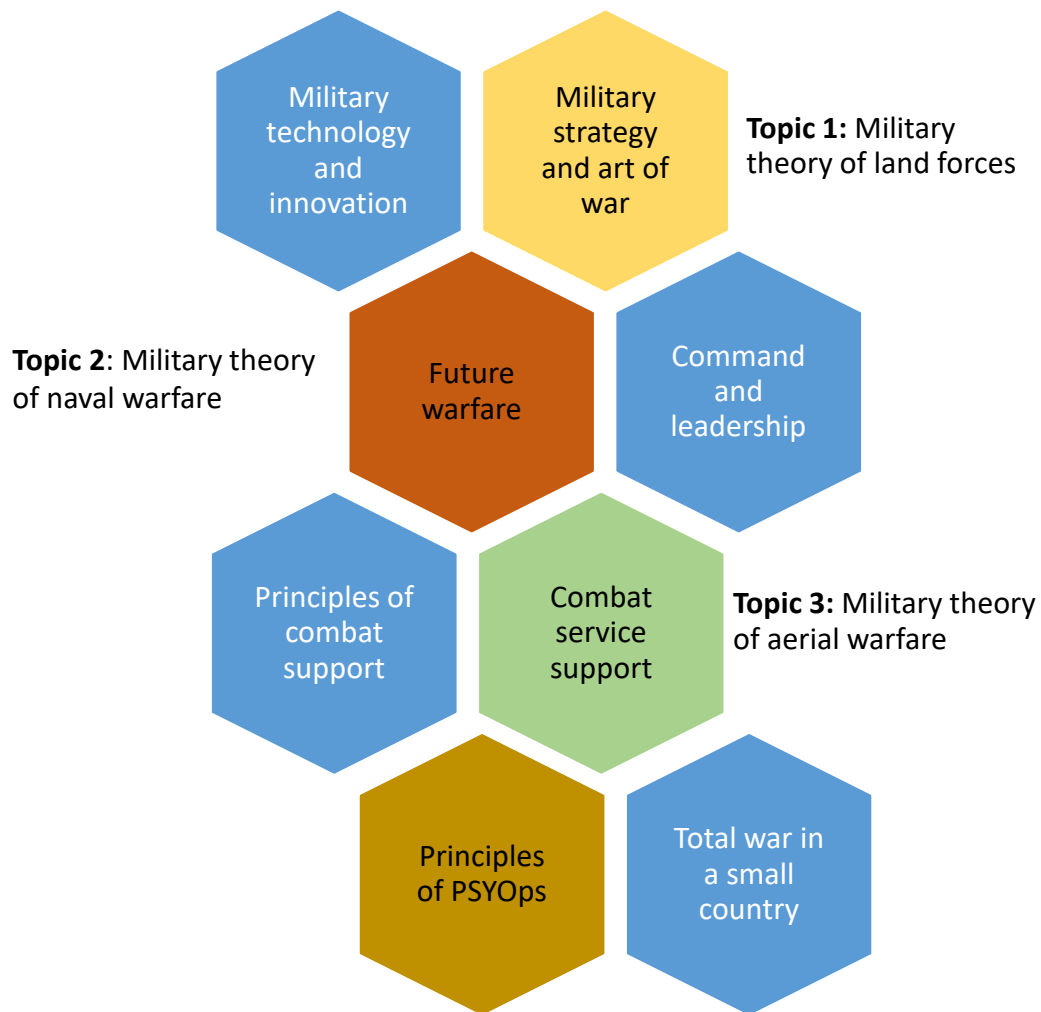 Military
technology
and
innovation
Military
strategy
and art of
war
Topic 1: Military
theory of land forces
Topic 2: Military theory
of naval warfare
Future
warfare
Command
and
leadership
Principles of
combat
support
Combat
service
support
Topic 3: Military theory
of aerial warfare
Principles
of PSYOps
Total war in
a small
country